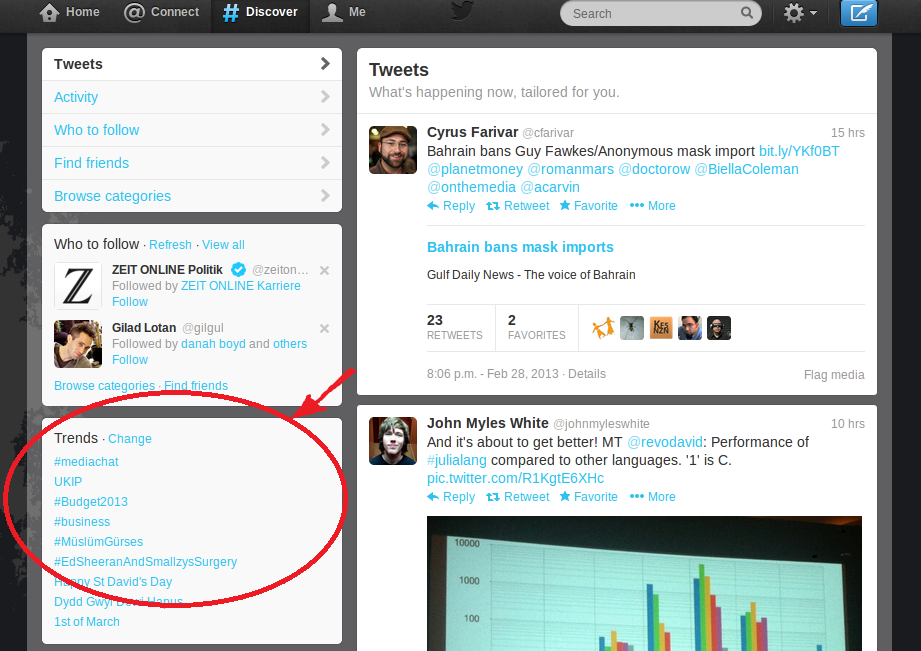 Home Connect Discover Me Search
Tweets
Activity
Who to follow
Find friends
Browse categories
Who to follow · Refresh · View all
ZEIT ONLINE Politik @zeiton...
Followed by ZEIT ONLINE Karriere
Follow
Gilad Lotan @gilgul
Followed by danah boyd and others
Follow
Browse categories · Find friends
Trends · Change
#mediachat
UKIP
#Budget2013
#business
#MüslümGürses
#EdSheeranAndSmallzysSurgery
Happy St David's Day
Dydd Gwyl Dewi Hapus
1st of March
Tweets
What's happening now, tailored for you.
Cyrus Farivar @cfarivar 15 hrs
Bahrain bans Guy Fawkes/Anonymous mask import bit.ly/YKf0BT
@planetmoney @romanmars @doctorow @BiellaColeman
@onthemedia @acarvin
Reply Retweet Favorite More
Bahrain bans mask imports
Gulf Daily News - The voice of Bahrain
23 2
RETWEETS FAVORITES
KES
NZN
8:06 p.m. - Feb 28, 2013 · Details Flag media
John Myles White @johnmyleswhite 10 hrs
And it's about to get better! MT @revodavid: Performance of
#julialang compared to other languages. '1' is C.
pic.twitter.com/R1KgtE6XHc
Reply Retweet Favorite More
10000
1000
100